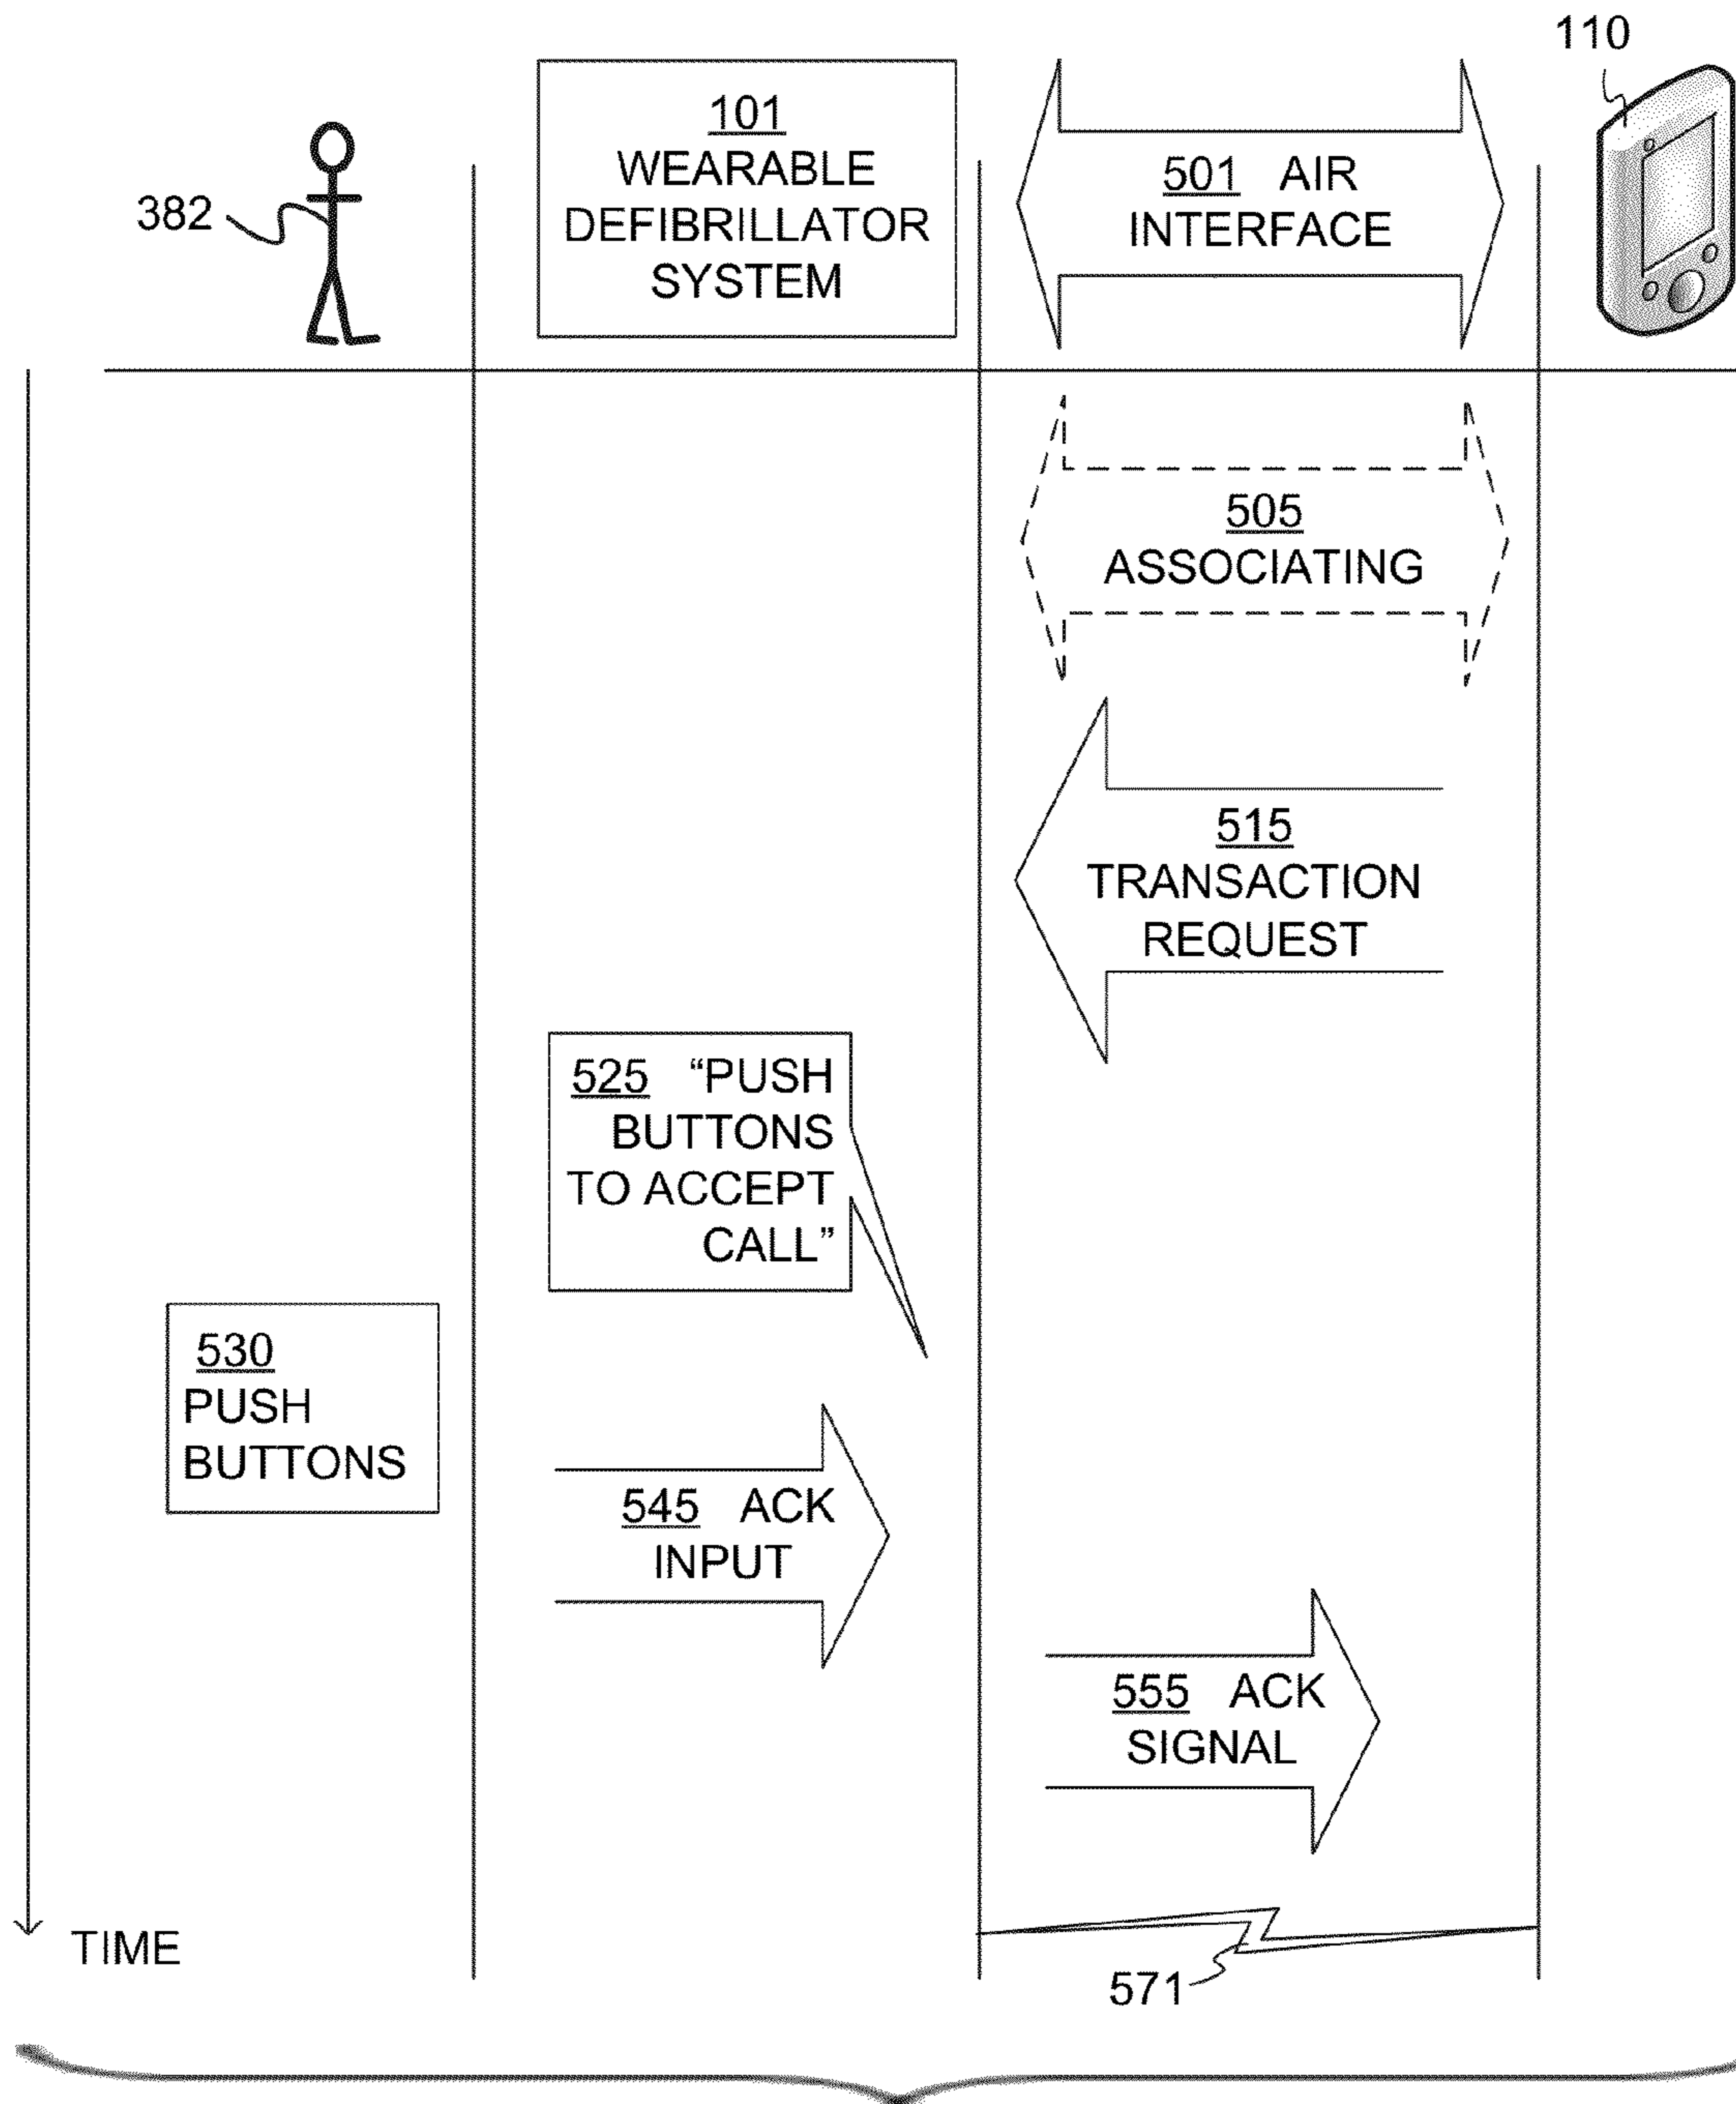 110
101
WEARABLE
DEFIBRILLATOR
SYSTEM
501 AIR
INTERFACE
382
505
ASSOCIATING
515
TRANSACTION
REQUEST
525 “PUSH
BUTTONS
TO ACCEPT
CALL”
530
PUSH
BUTTONS
545 ACK
INPUT
555 ACK
SIGNAL
TIME
571